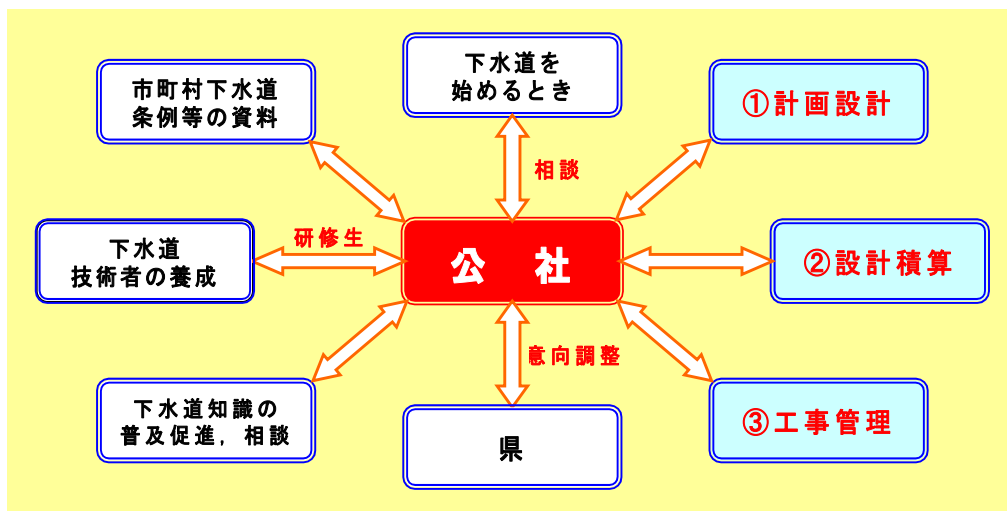 下水道を
始めるとき
市町村下水道
条例等の資料
①計画設計
相談
研修生
下水道
技術者の養成
公 社
②設計積算
意向調整
下水道知識の
普及促進，相談
県
③工事管理